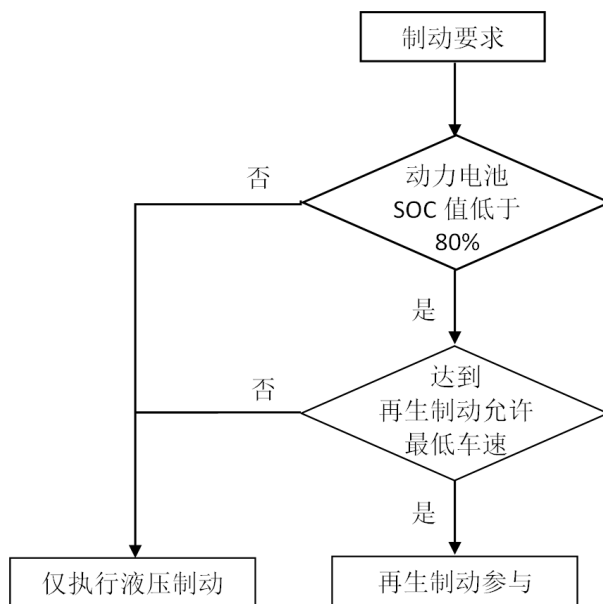 制动要求
否
动力电池
SOC 值低于
80%
是
否
达到
再生制动允许
最低车速
是
仅执行液压制动
再生制动参与